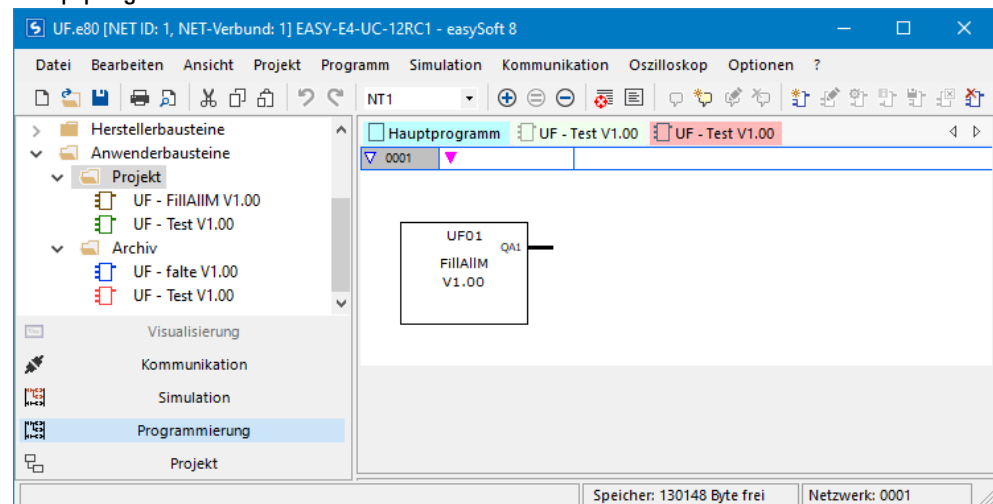 UF.e80 [NET ID: 1, NET-Verbund: 1] EASY-E4-UC-12RC1 - easySoft 8
Datei Bearbeiten Ansicht Projekt Programm Simulation Kommunikation Oszilloskop Optionen ?
NT1
Herstellerbausteine
Anwenderbausteine
Projekt
UF - FillAllM V1.00
UF - Test V1.00
Archiv
UF - falte V1.00
UF - Test V1.00
Visualisierung
Kommunikation
Simulation
Programmierung
Projekt
Hauptprogramm UF - Test V1.00 UF - Test V1.00
0001
UF01
QA1
FillAllM
V1.00
Speicher: 130148 Byte frei Netzwerk: 0001